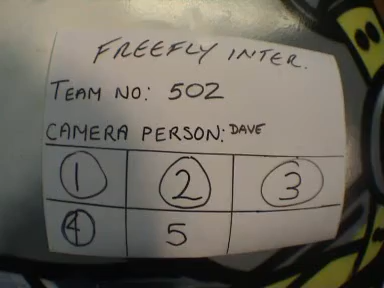 FREEFLY INTER.
TEAM NO: 502
CAMERA PERSON: DAVE
1 2 3
4 5